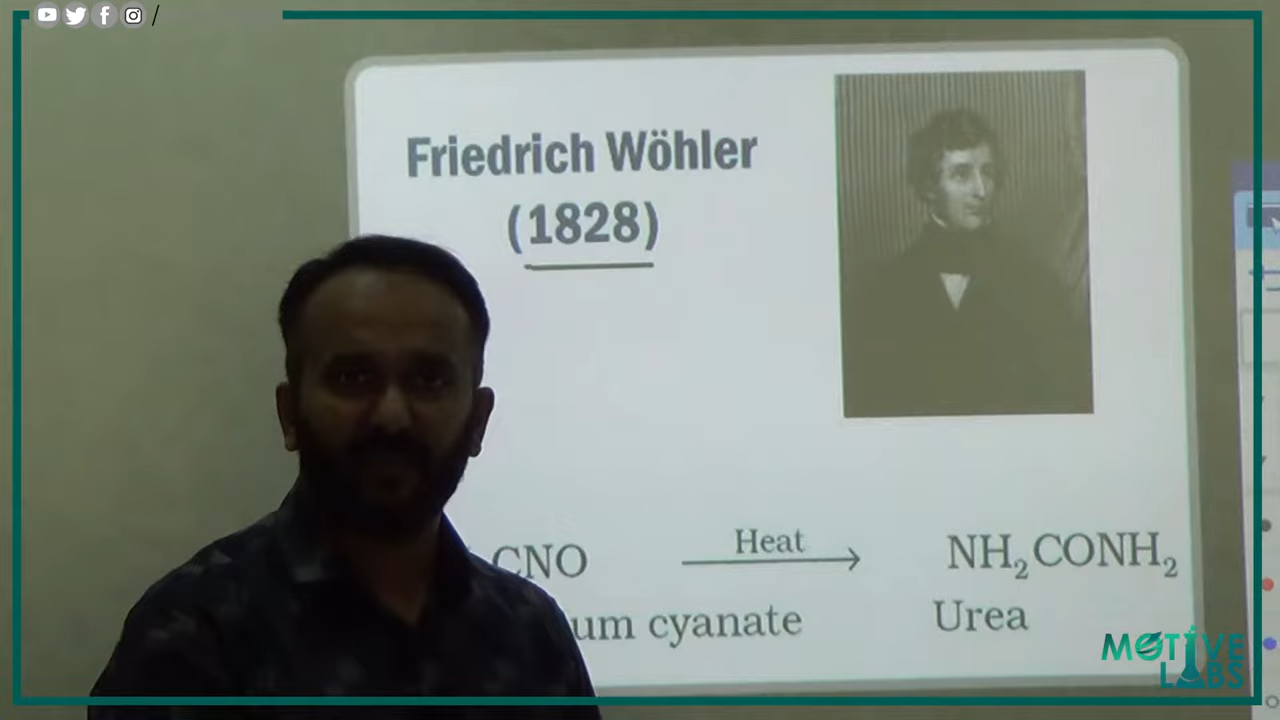 /
Friedrich Wöhler
(1828)
CNO
Heat
NH₂CONH₂
um cyanate
Urea
MOTIVE
LABS